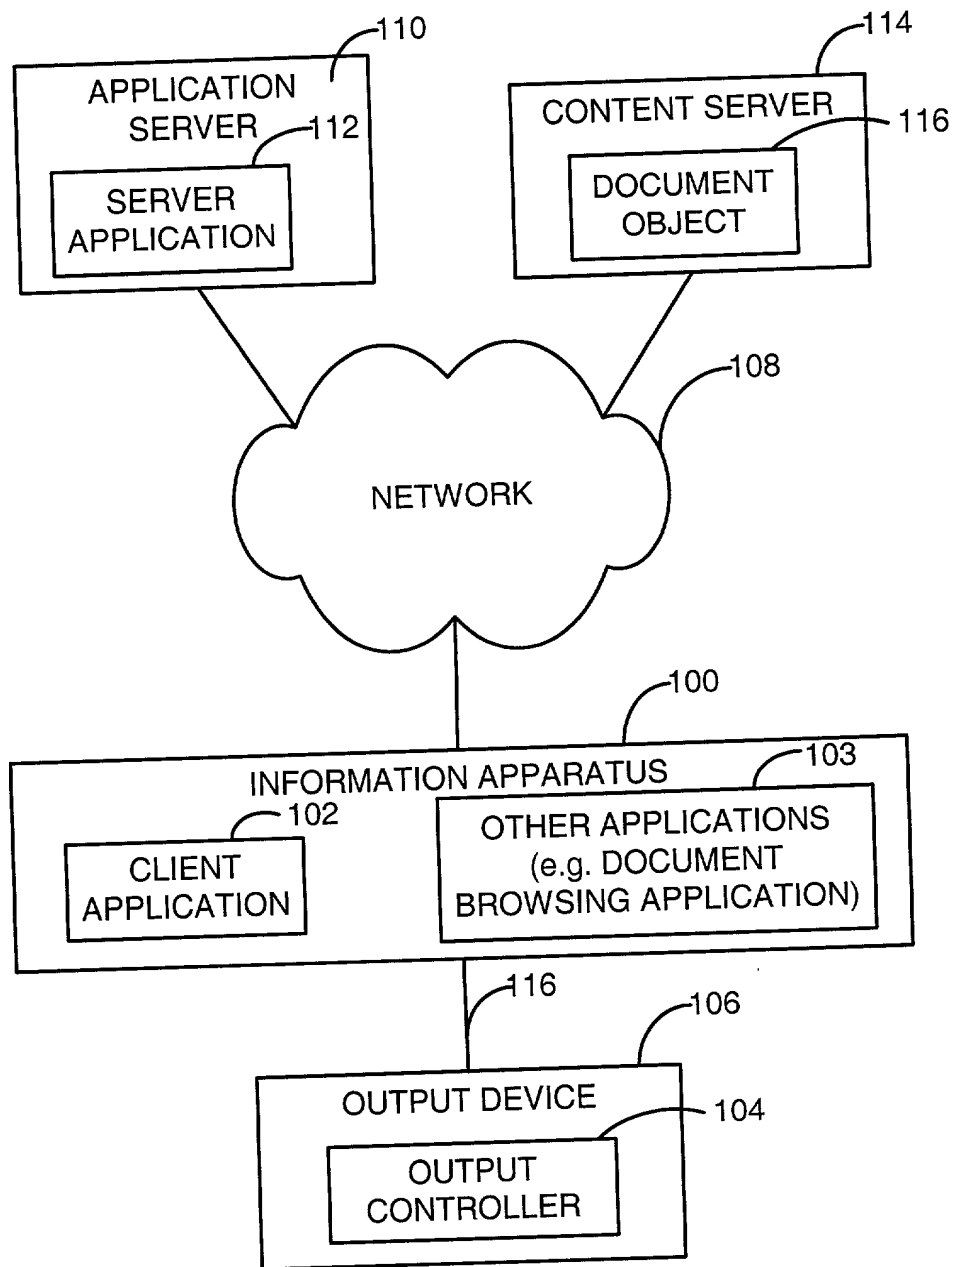 110
APPLICATION
SERVER
112
SERVER
APPLICATION
114
CONTENT SERVER
116
DOCUMENT
OBJECT
108
NETWORK
100
INFORMATION APPARATUS
103
102
CLIENT
APPLICATION
OTHER APPLICATIONS
(e.g. DOCUMENT
BROWSING APPLICATION)
116
106
OUTPUT DEVICE
104
OUTPUT
CONTROLLER